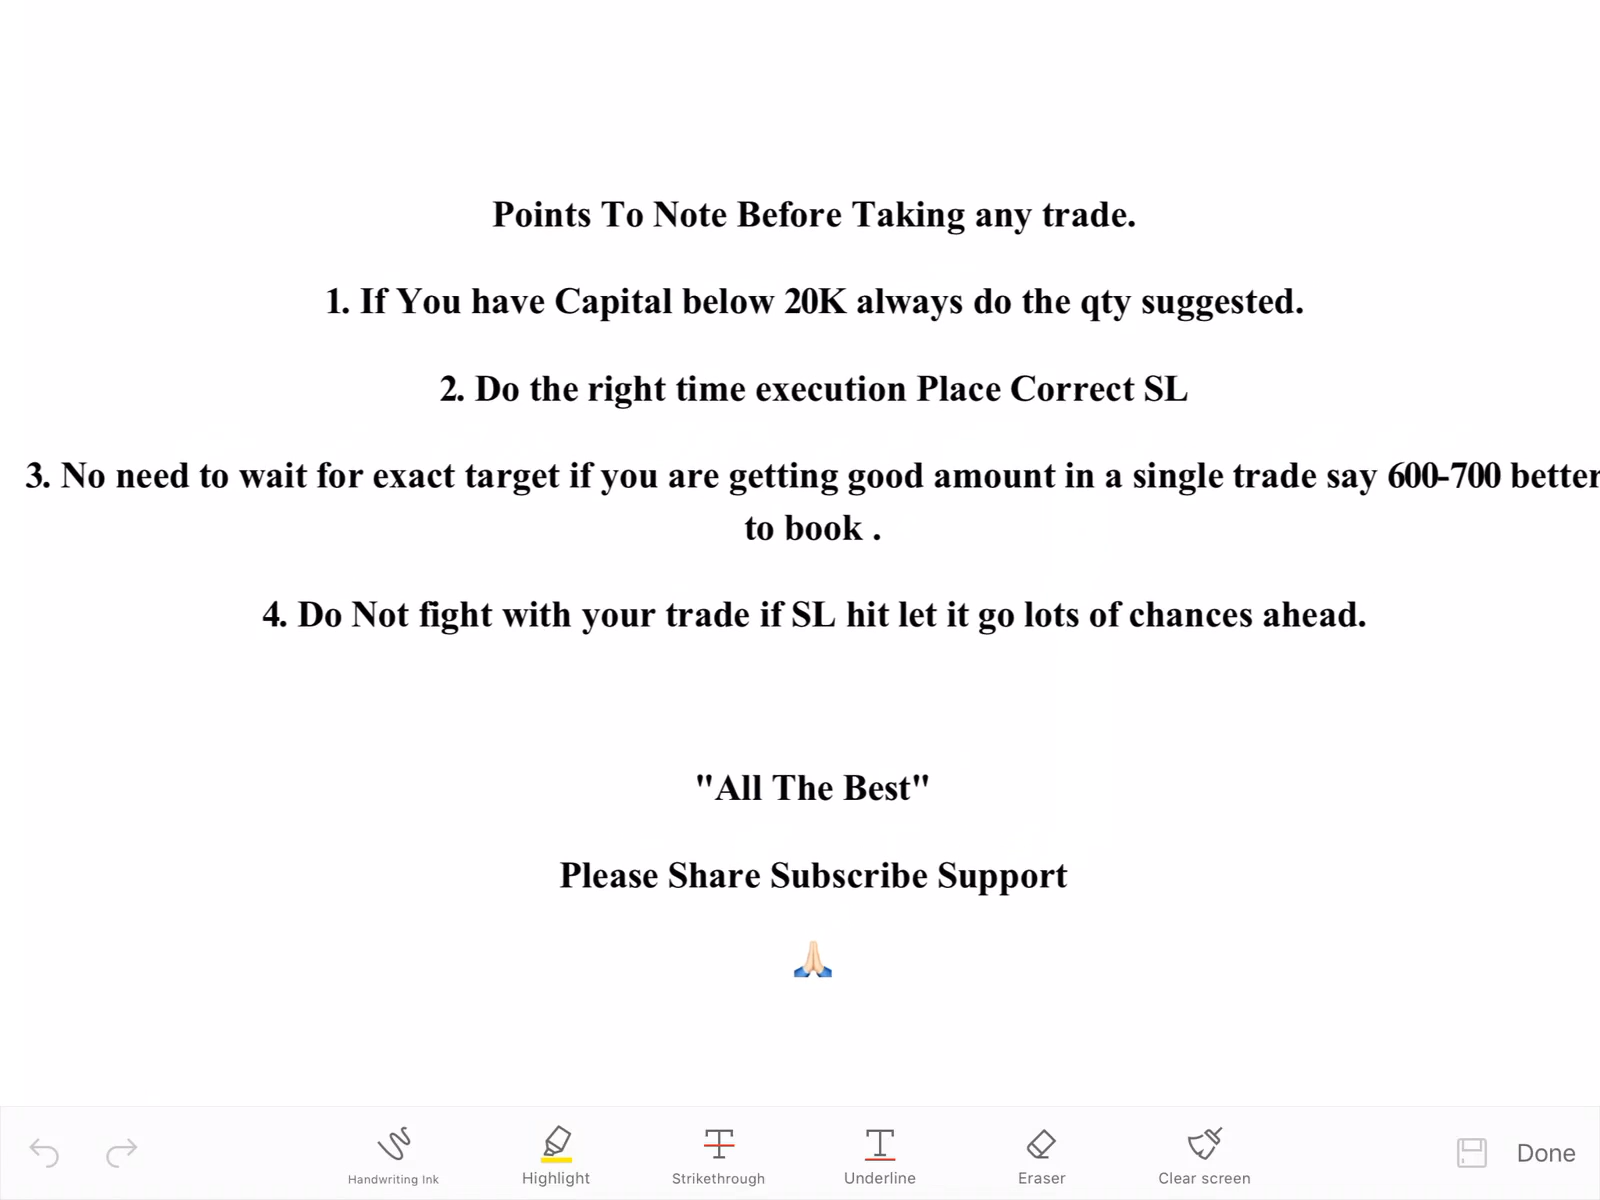 Points To Note Before Taking any trade.
1. If You have Capital below 20K always do the qty suggested.
2. Do the right time execution Place Correct SL
3. No need to wait for exact target if you are getting good amount in a single trade say 600-700 better
to book .
4. Do Not fight with your trade if SL hit let it go lots of chances ahead.
"All The Best"
Please Share Subscribe Support
🙏🏻
Handwriting Ink
Highlight
Strikethrough
Underline
Eraser
Clear screen
Done